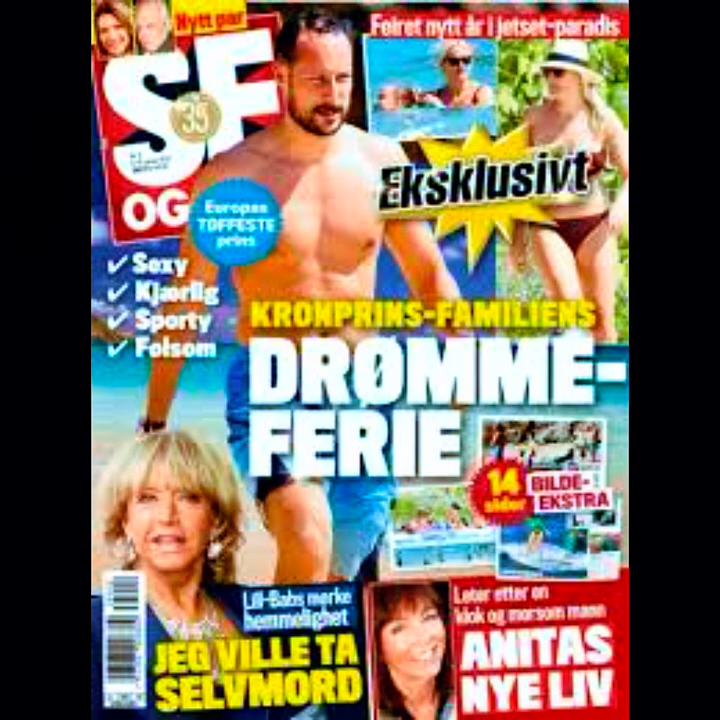 Nytt par
Feiret nytt år i jetset-paradis
SE
35
OG
Eksklusivt
Europas
TØFFESTE
prins
✓ Sexy
✓ Kjærlig
✓ Sporty
✓ Følsom
KRONPRINS-FAMILIENS
DRØMME-
FERIE
14
sider
BILDE-
EKSTRA
Lill-Babs mørke
hemmelighet
JEG VILLE TA
SELVMORD
Leter etter en
klok og morsom mann
ANITAS
NYE LIV